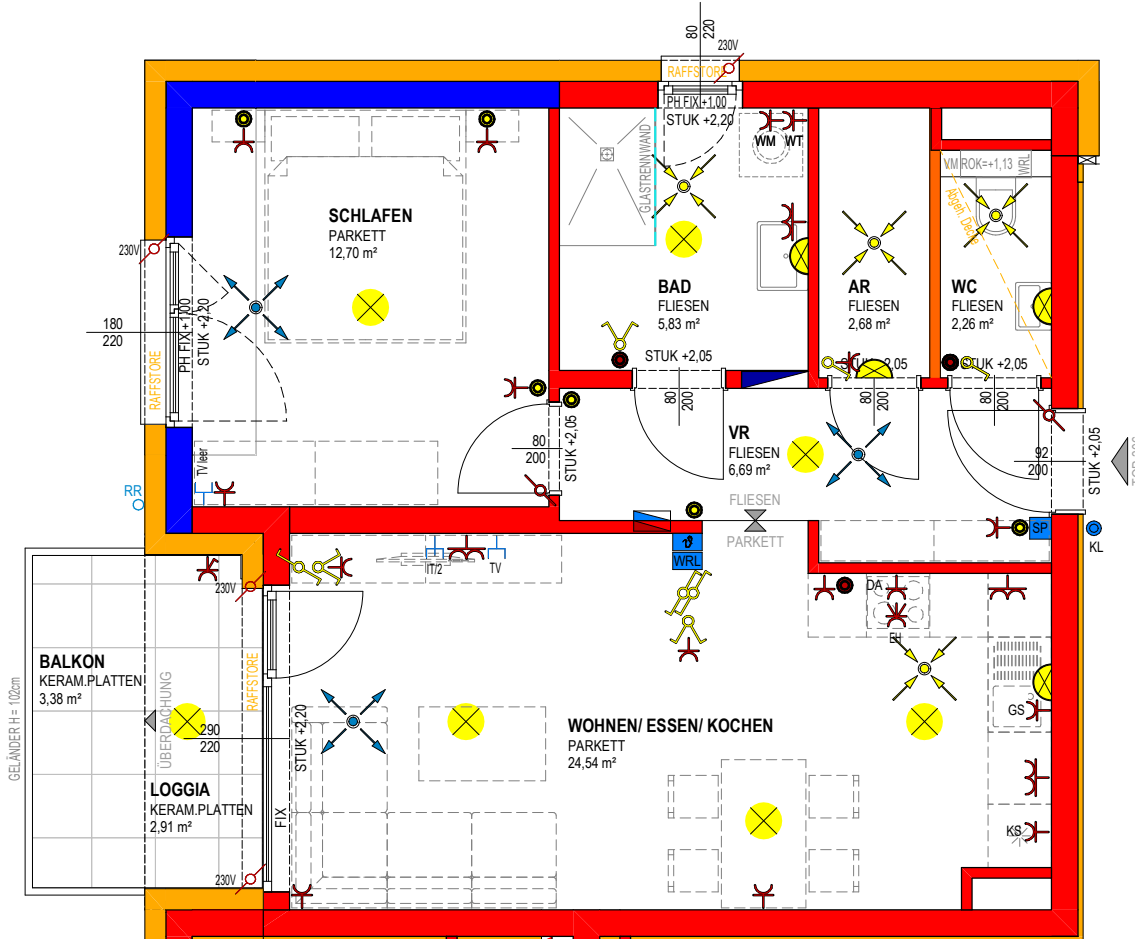 80
220
230V
RAFFSTORE
PH FIX +1,00
STUK +2,20
GLASTRENNWAND
WM
WT
VM ROK=+1,13
WRL
Abgeh. Decke
SCHLAFEN
PARKETT
12,70 m²
230V
180
220
PH FIX +1,00
STUK +2,20
RAFFSTORE
BAD
FLIESEN
5,83 m²
AR
FLIESEN
2,68 m²
WC
FLIESEN
2,26 m²
STUK +2,05
STUK +2,05
STUK +2,05
80
200
80
200
80
200
80
200
STUK +2,05
VR
FLIESEN
6,69 m²
92
200
STUK +2,05
TV leer
RR
FLIESEN
PARKETT
SP
KL
WRL
IT/2
TV
230V
DA
EH
BALKON
KERAM.PLATTEN
3,38 m²
GELÄNDER H = 102cm
ÜBERDACHUNG
RAFFSTORE
290
220
STUK +2,20
LOGGIA
KERAM.PLATTEN
2,91 m²
FIX
230V
WOHNEN/ ESSEN/ KOCHEN
PARKETT
24,54 m²
GS
KS